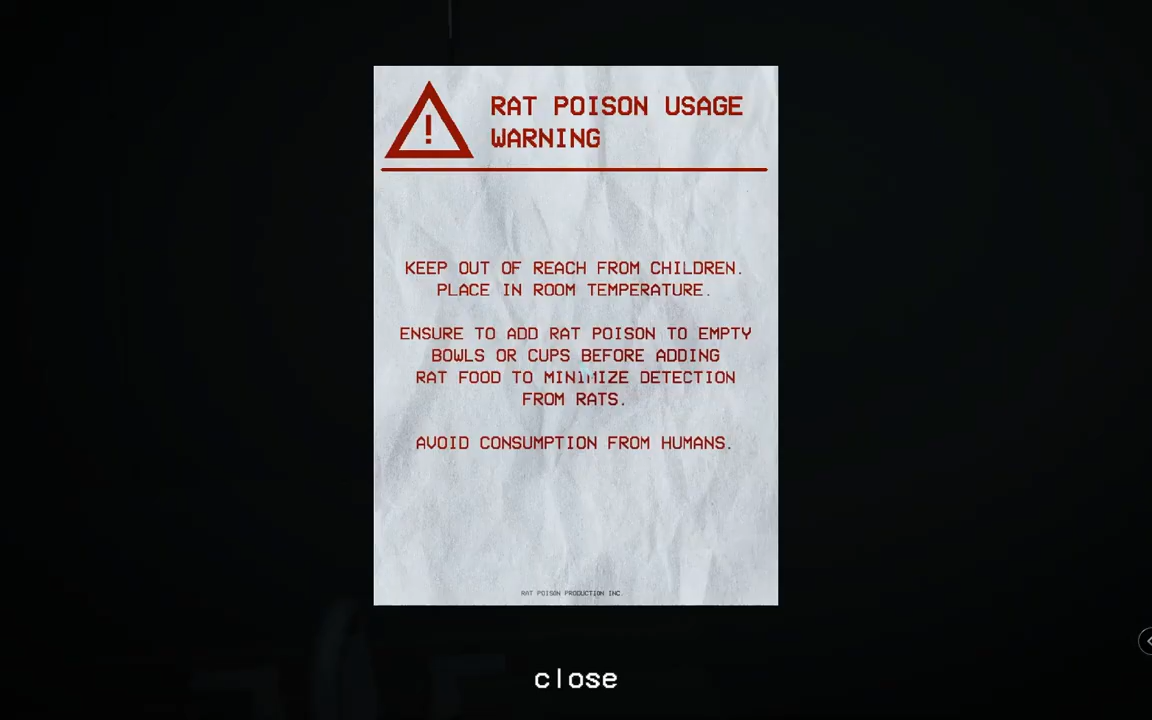 RAT POISON USAGE
WARNING
KEEP OUT OF REACH FROM CHILDREN.
PLACE IN ROOM TEMPERATURE.
ENSURE TO ADD RAT POISON TO EMPTY
BOWLS OR CUPS BEFORE ADDING
RAT FOOD TO MINIMIZE DETECTION
FROM RATS.
AVOID CONSUMPTION FROM HUMANS.
RAT POISON PRODUCTION INC.
close